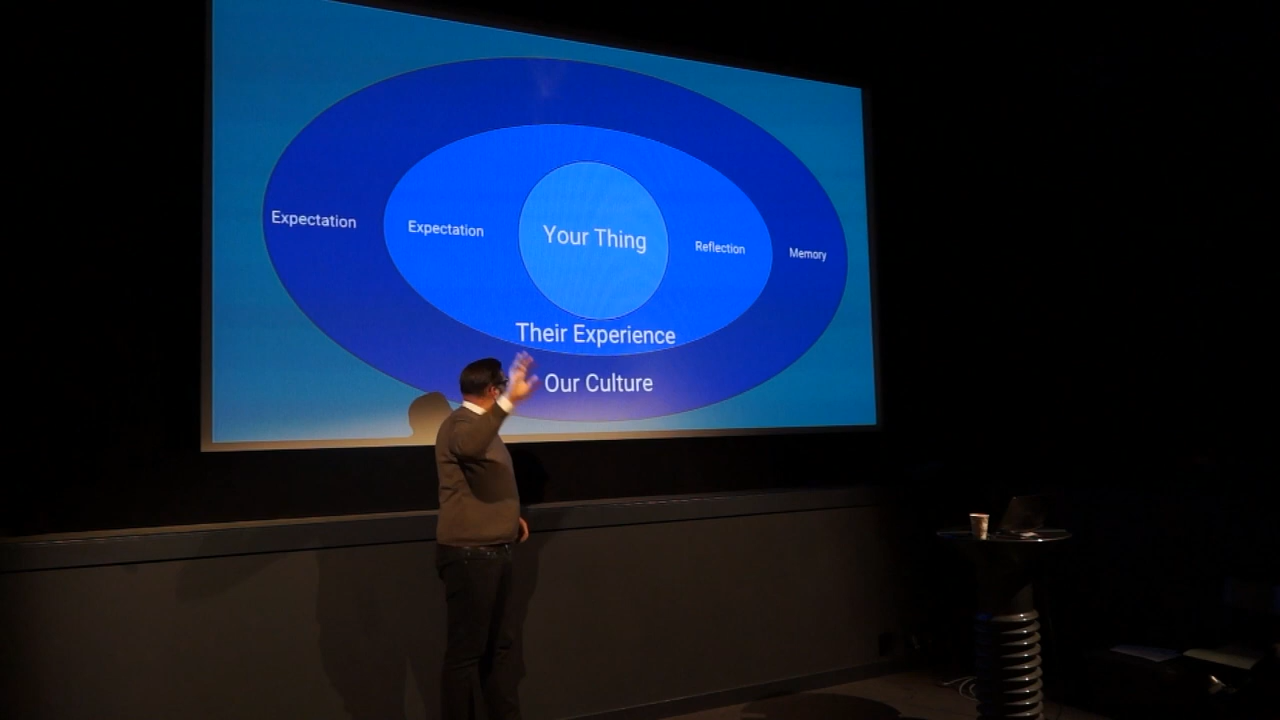 Expectation
Expectation
Your Thing
Reflection
Memory
Their Experience
Our Culture